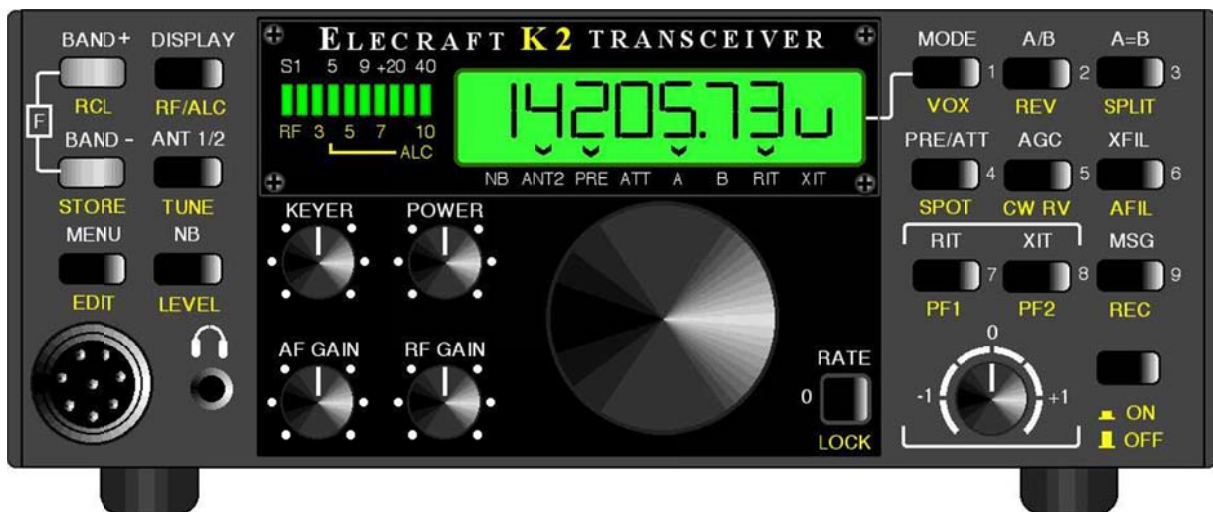 BAND+ DISPLAY
RCL RF/ALC
F
BAND - ANT 1/2
STORE TUNE
MENU NB
EDIT LEVEL
ELECRAFT K2 TRANSCEIVER
S1 5 9 +20 40
RF 3 5 7 10
ALC
14205.73u
NB ANT2 PRE ATT A B RIT XIT
KEYER POWER
AF GAIN RF GAIN
RATE
0
LOCK
MODE A/B A=B
1 2 3
VOX REV SPLIT
PRE/ATT AGC XFIL
4 5 6
SPOT CW RV AFIL
RIT XIT MSG
7 8 9
PF1 PF2 REC
0
-1 +1
ON
OFF